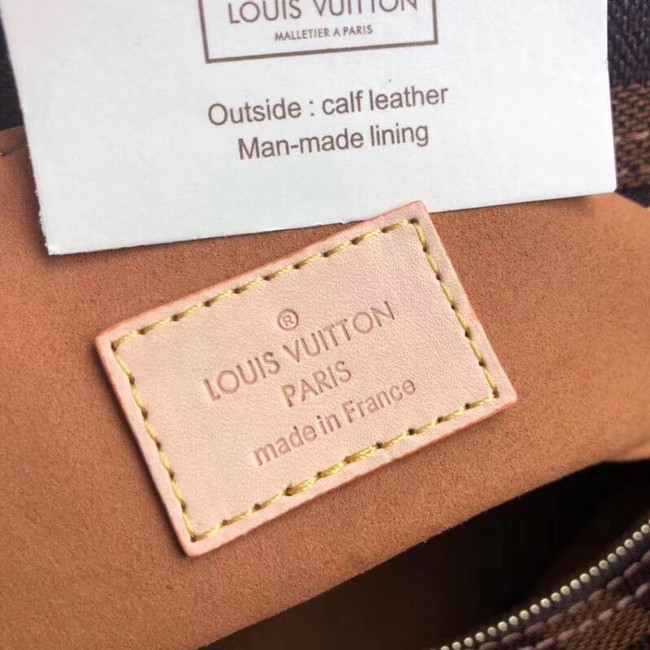 LOUIS VUITTON
MALLETIER A PARIS
Outside : calf leather
Man-made lining
®
LOUIS VUITTON
PARIS
made in France